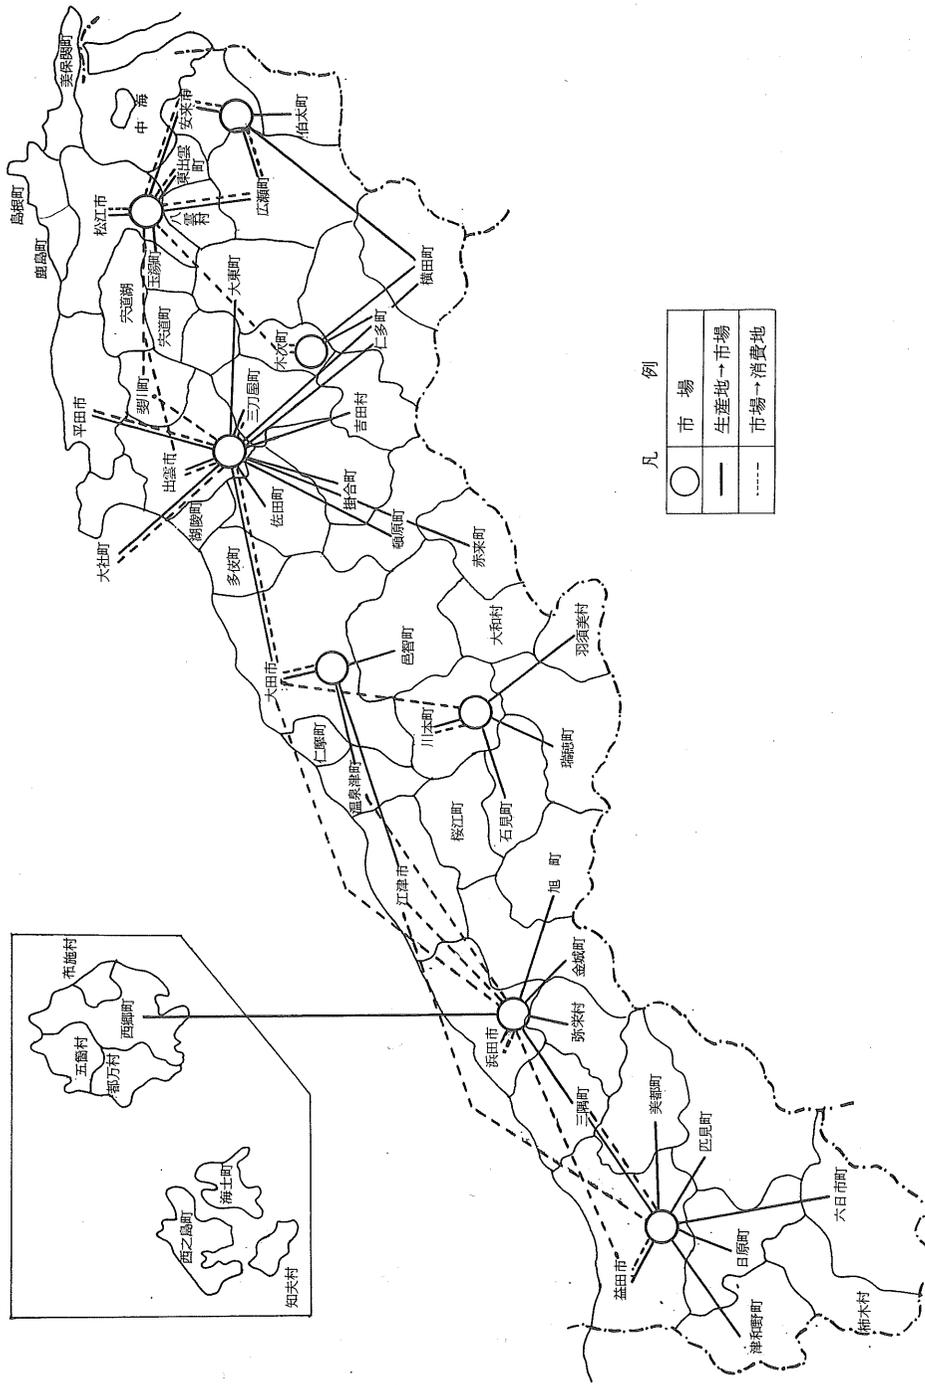 美保関町
島根町
鹿島町
中海
安来市
伯太町
東出雲町
松江市
八雲村
広瀬町
玉湯町
宍道湖
宍道町
大東町
横田町
木次町
仁多町
平田市
斐川町
三刀屋町
吉田村
出雲市
掛合町
佐田町
頓原町
湖陵町
大社町
多伎町
赤来町
大和村
羽須美村
邑智町
大田市
川本町
仁摩町
瑞穂町
温泉津町
桜江町
石見町
江津市
旭町
金城町
弥栄村
浜田市
三隅町
美都町
匹見町
六日市町
益田市
日原町
津和野町
柿木村
布施村
西郷町
五箇村
都万村
海士町
西之島町
知夫村
凡例
市場
生産地→市場
市場→消費地